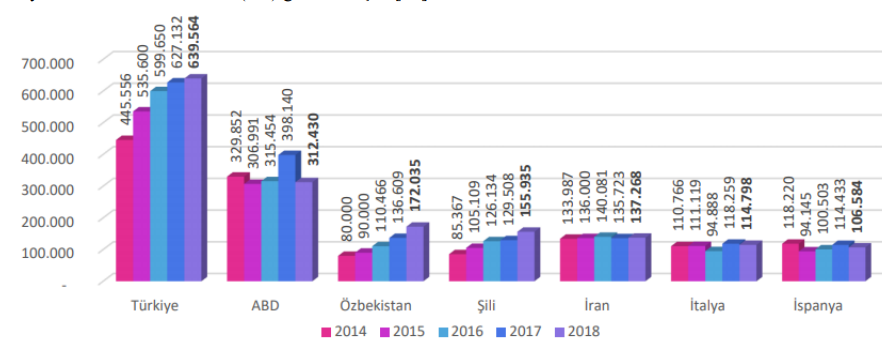 700.000
600.000
500.000
400.000
300.000
200.000
100.000
-
445.556 535.600 599.650 627.132 639.564
329.852 306.991 315.454 398.140 312.430
80.000 90.000 110.466 136.609 172.035
85.367 105.109 126.134 129.508 155.935
133.987 136.000 140.081 135.723 137.268
110.766 111.119 94.888 118.259 114.798
118.220 94.145 100.503 114.433 106.584
Türkiye ABD Özbekistan Şili İran İtalya İspanya
2014 2015 2016 2017 2018